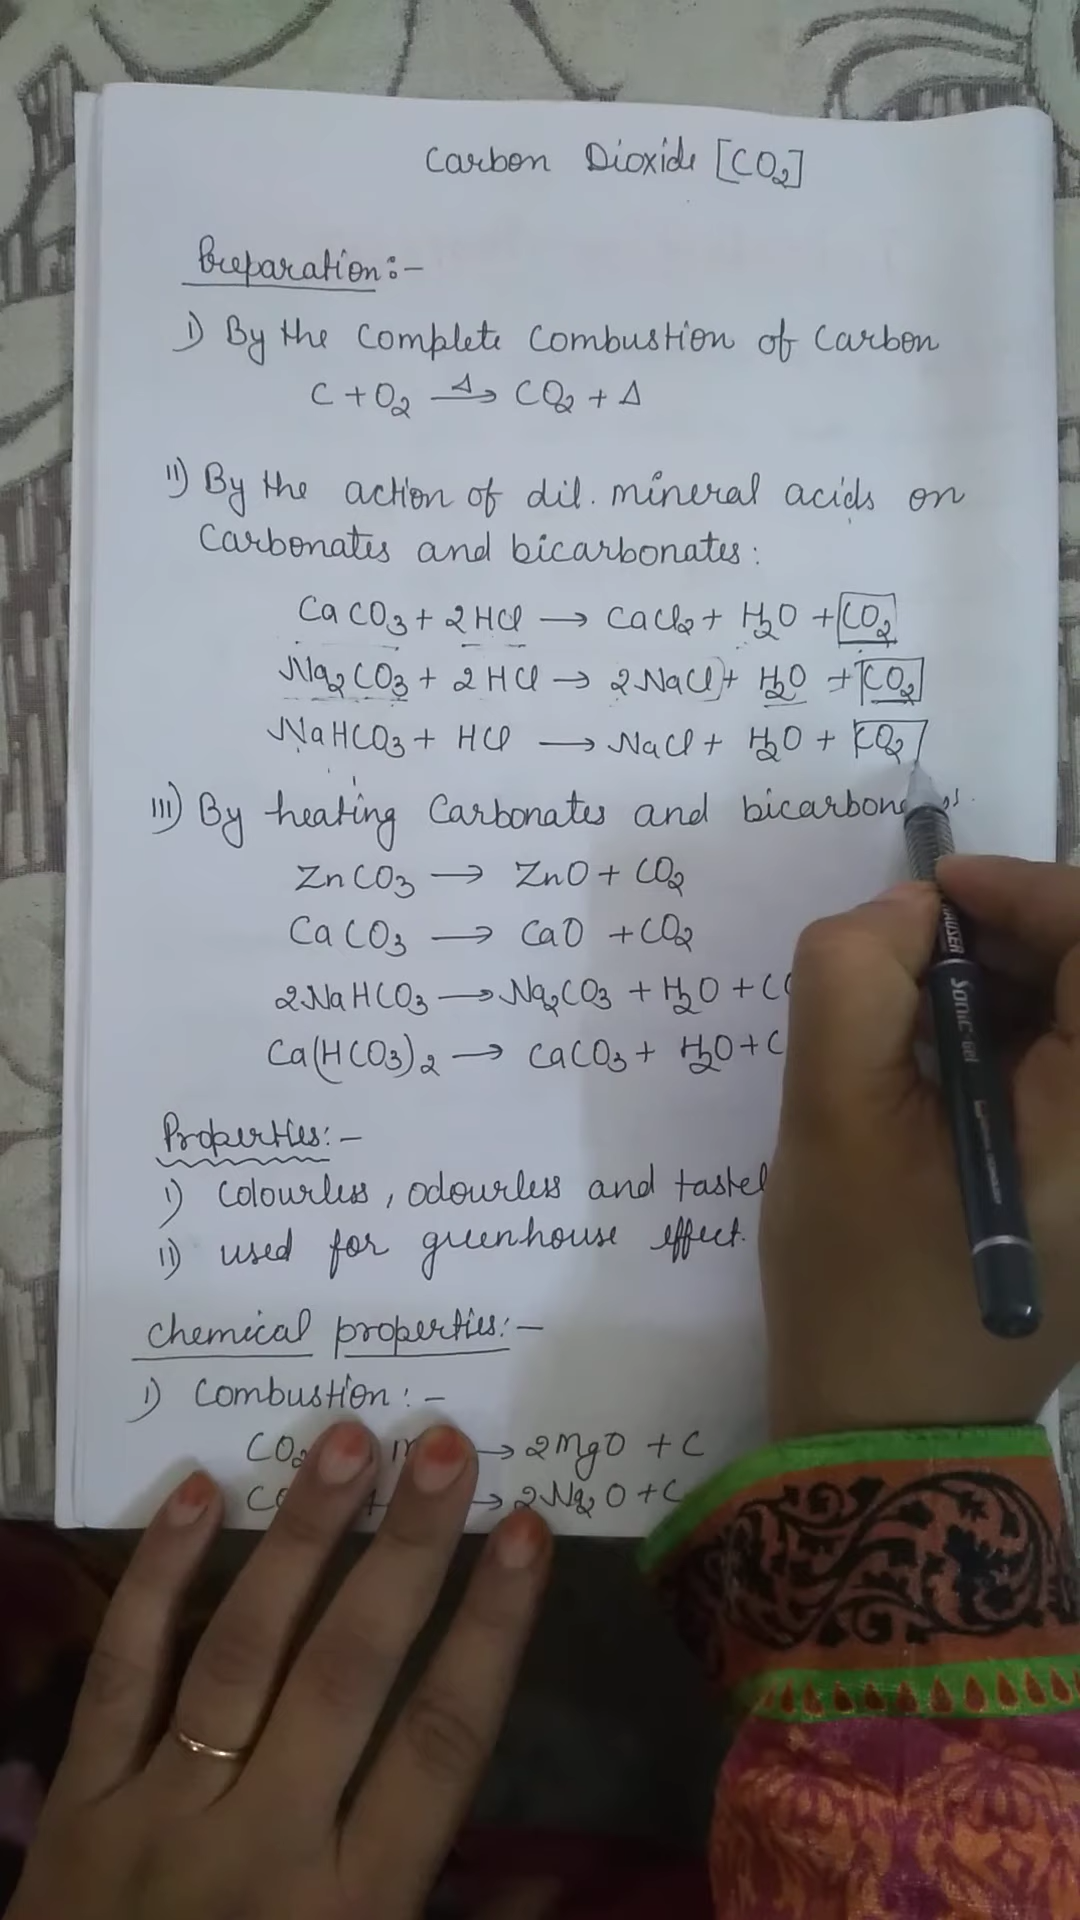 Carbon Dioxide [CO₂]
Preparation:-
i) By the complete combustion of carbon
C + O₂ —Δ→ CO₂ + Δ
ii) By the action of dil. mineral acids on
carbonates and bicarbonates:
CaCO₃ + 2HCl → CaCl₂ + H₂O + CO₂
Na₂CO₃ + 2HCl → 2NaCl + H₂O + CO₂
NaHCO₃ + HCl → NaCl + H₂O + CO₂
iii) By heating Carbonates and
ZnCO₃ → ZnO + CO₂
CaCO₃ → CaO + CO₂
2NaHCO₃ → Na₂CO₃ + H₂O + C
Ca(HCO₃)₂ → CaCO₃ + H₂O + C
Properties:-
i) colourless, odourless and
ii) used for greenhouse effect.
Chemical properties:-
i) Combustion:-
CO₂ → 2MgO + C
+ → 2Na₂O + C
HAUSER Sonic-Gel